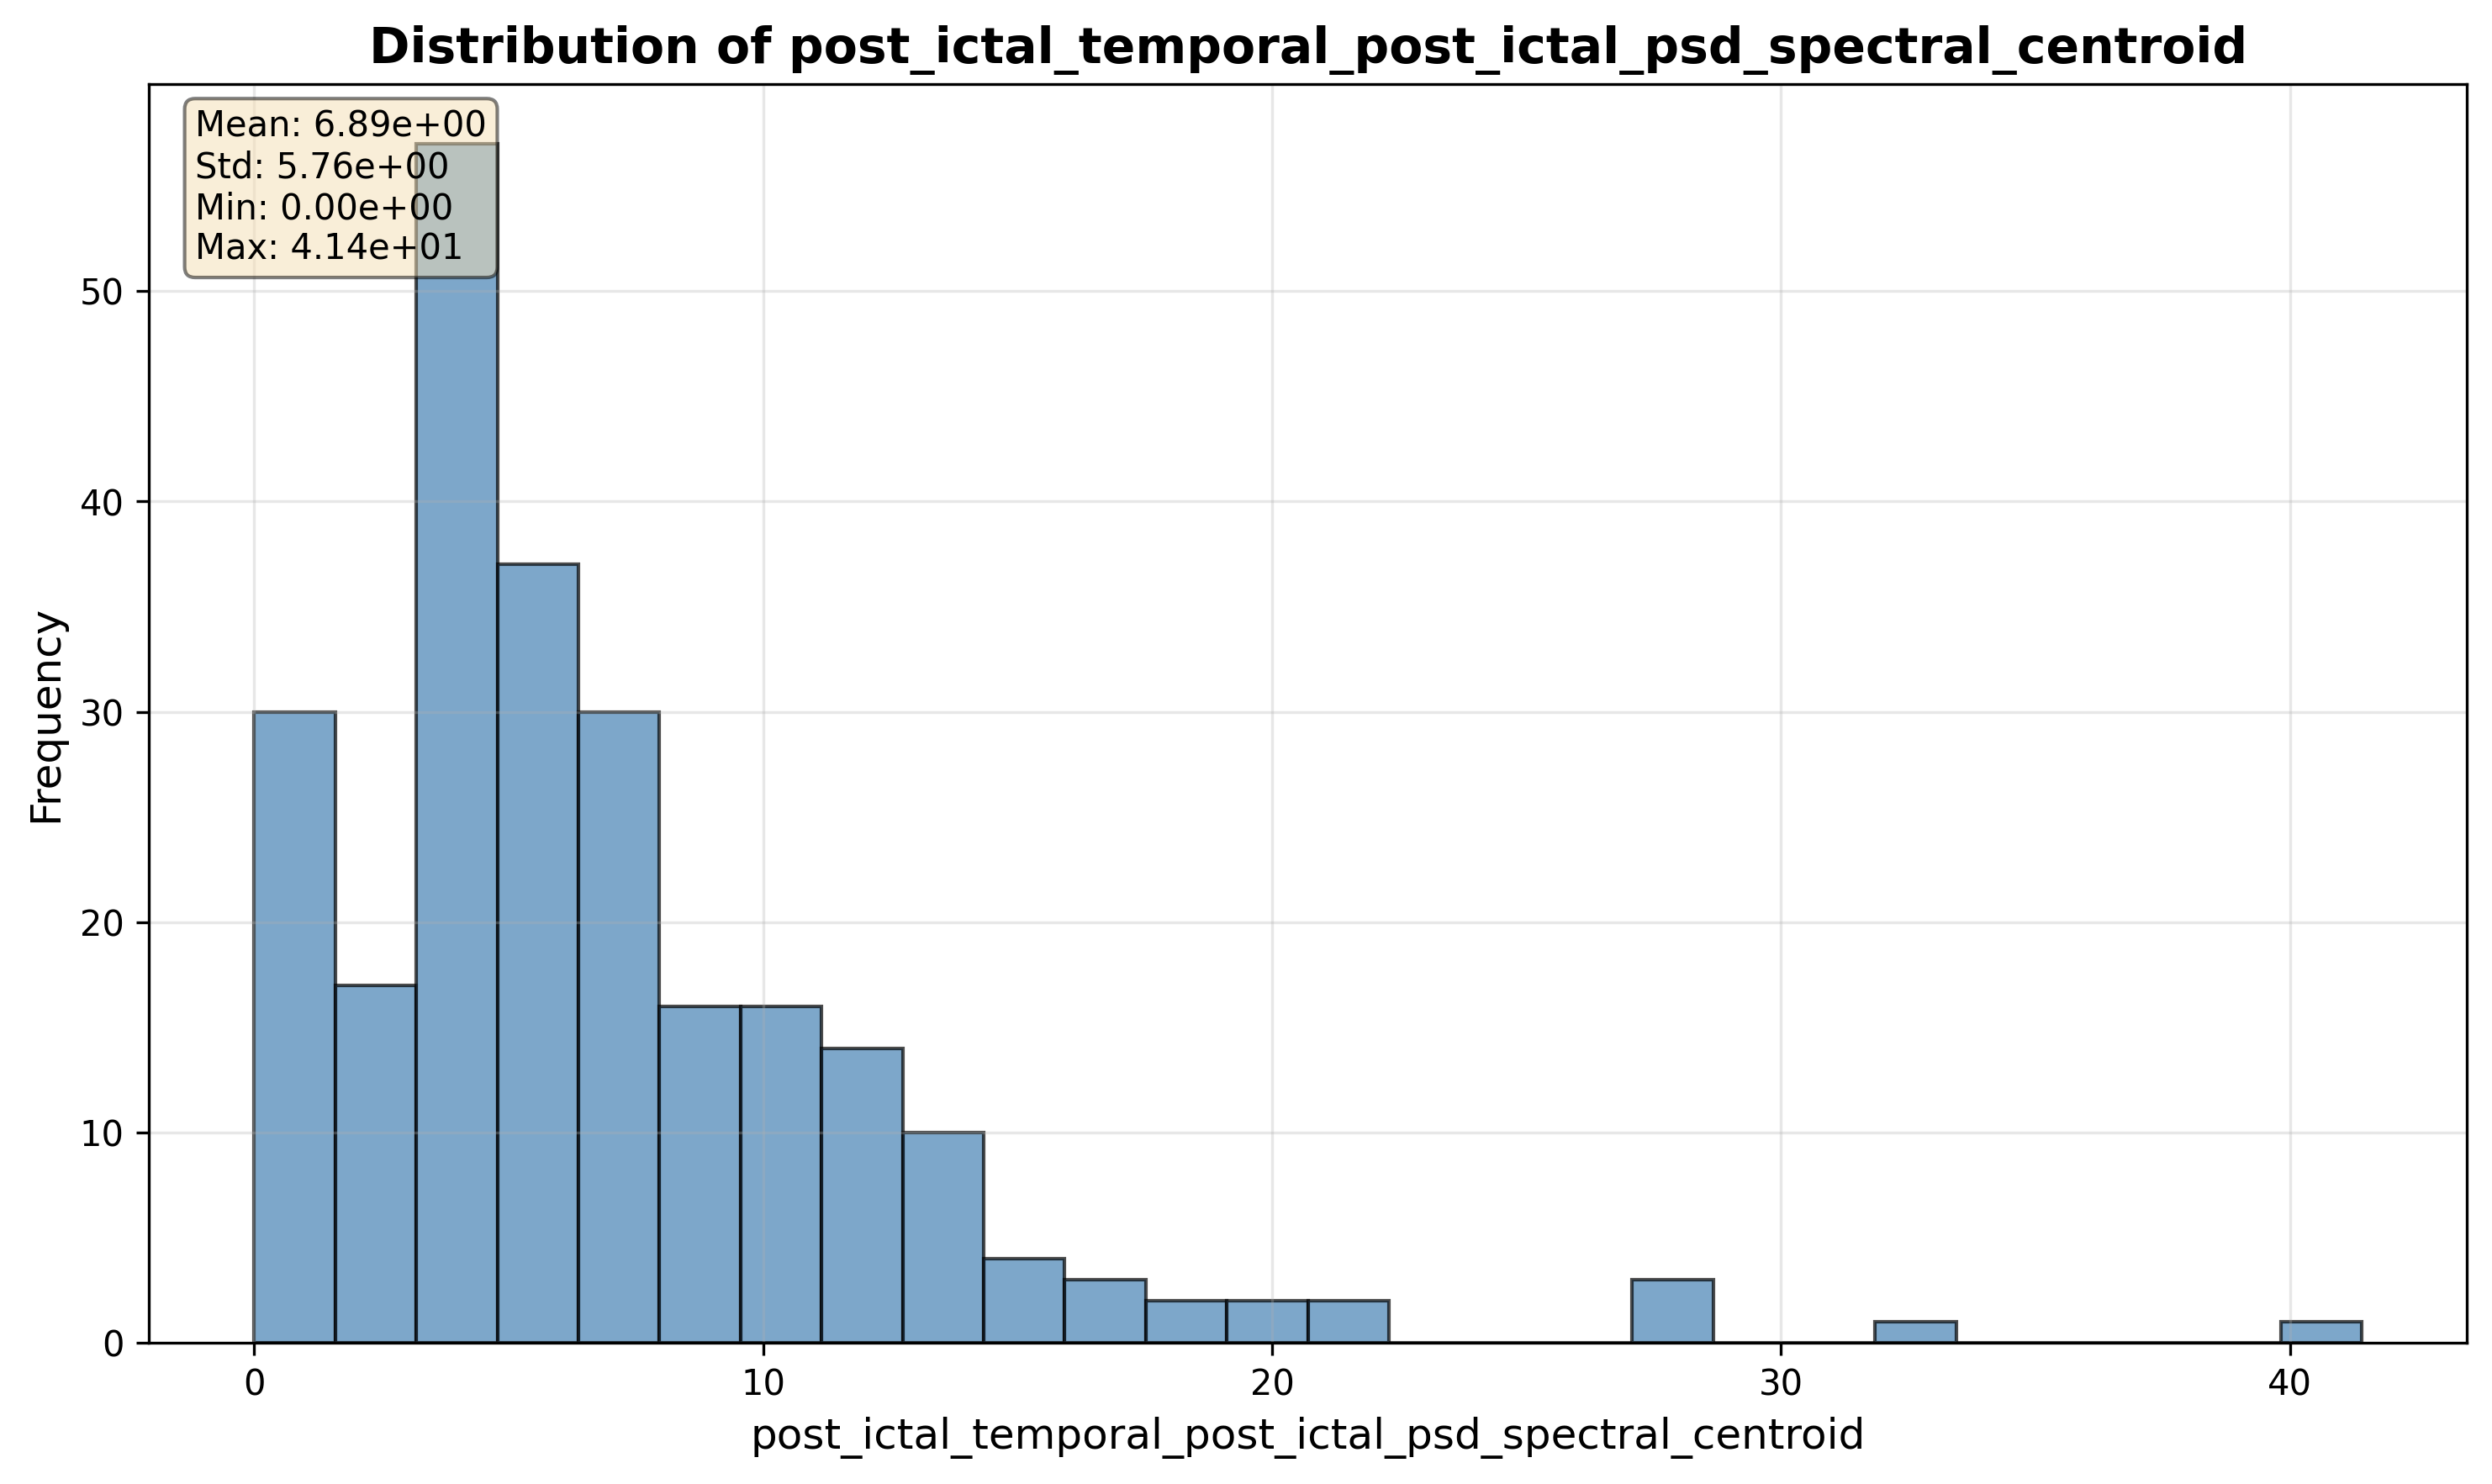 Distribution of post_ictal_temporal_post_ictal_psd_spectral_centroid
Mean: 6.89e+00
Std: 5.76e+00
Min: 0.00e+00
Max: 4.14e+01
Frequency
50
40
30
20
10
0
0 10 20 30 40
post_ictal_temporal_post_ictal_psd_spectral_centroid